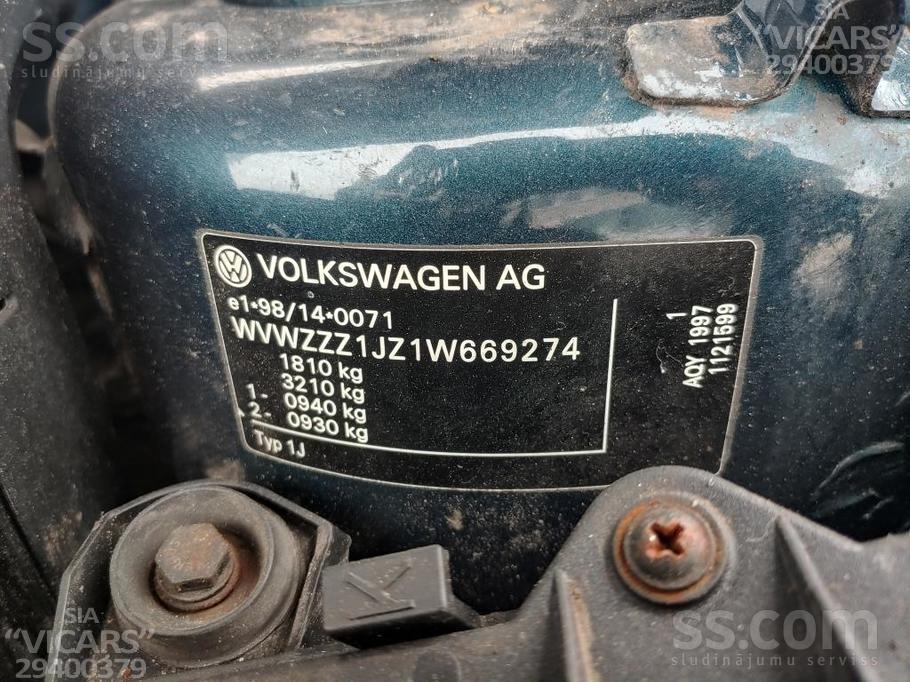 ss.com
sludinājumu serviss
SIA
"VICARS"
29400379
VOLKSWAGEN AG
e1*98/14*0071
WVWZZZ1JZ1W669274
1810 kg
3210 kg
1- 0940 kg
2- 0930 kg
Typ 1J
1
AQY 1997
1121599
SIA
"VICARS"
29400379
ss.com
sludinājumu serviss